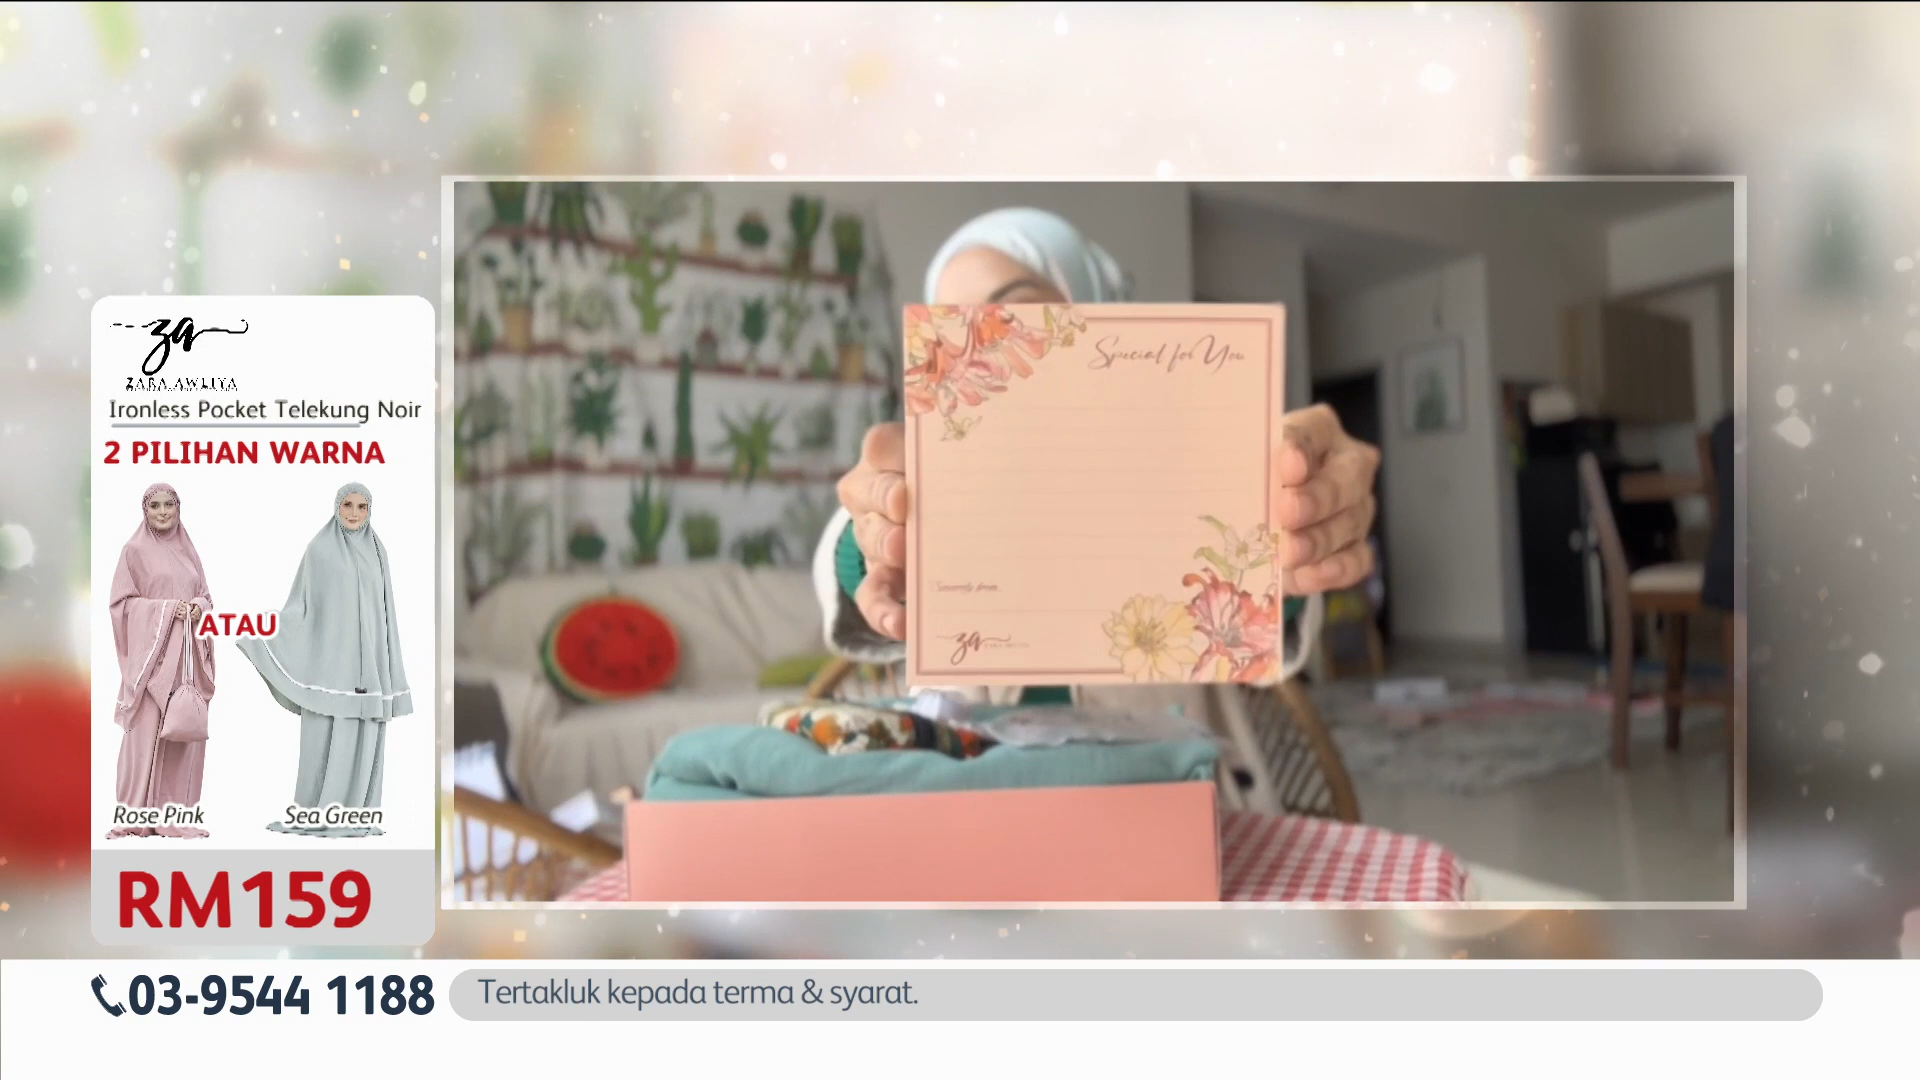 za
ZARA AWLIYA
Ironless Pocket Telekung Noir
2 PILIHAN WARNA
ATAU
Rose Pink
Sea Green
RM159
Special for You
za
03-9544 1188
Tertakluk kepada terma & syarat.